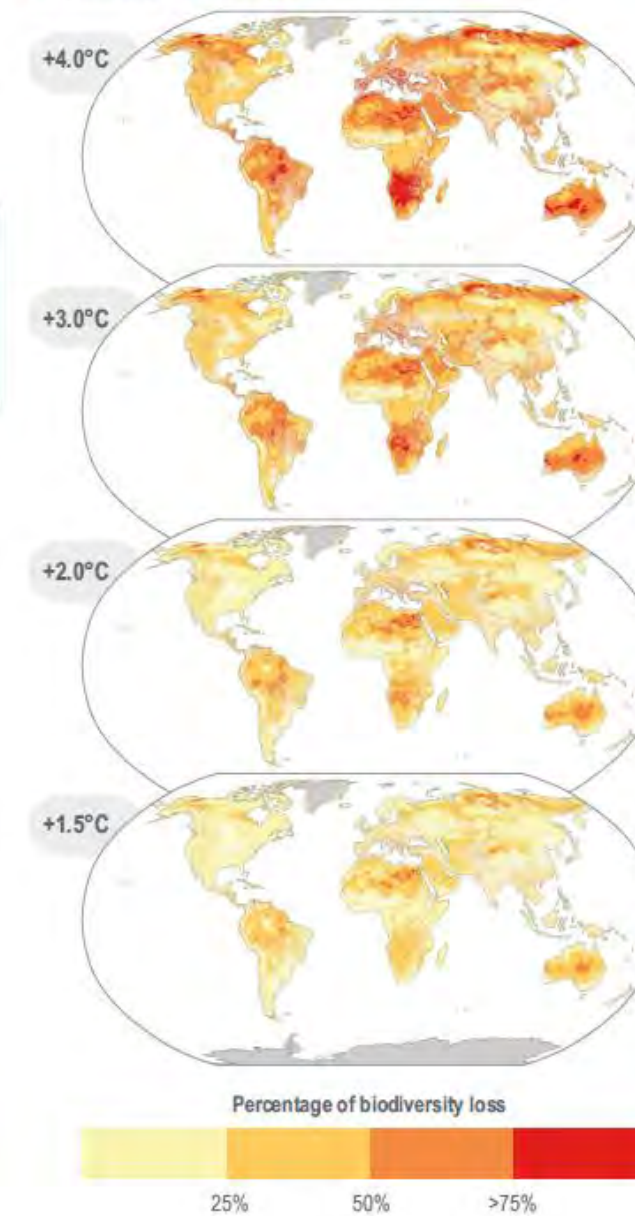 +4.0°C
+3.0°C
+2.0°C
+1.5°C
Percentage of biodiversity loss
25% 50% >75%